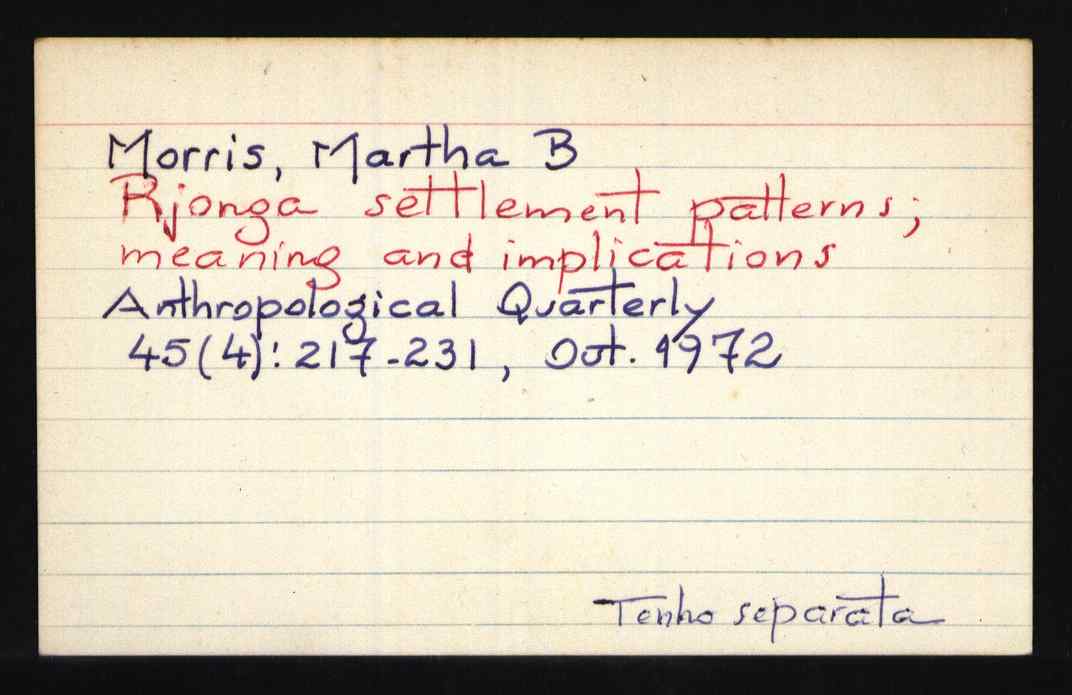 Morris, Martha B
Rjonga settlement patterns;
meaning and implications
Anthropological Quarterly
45(4): 217-231, Oct. 1972
Tenho separata